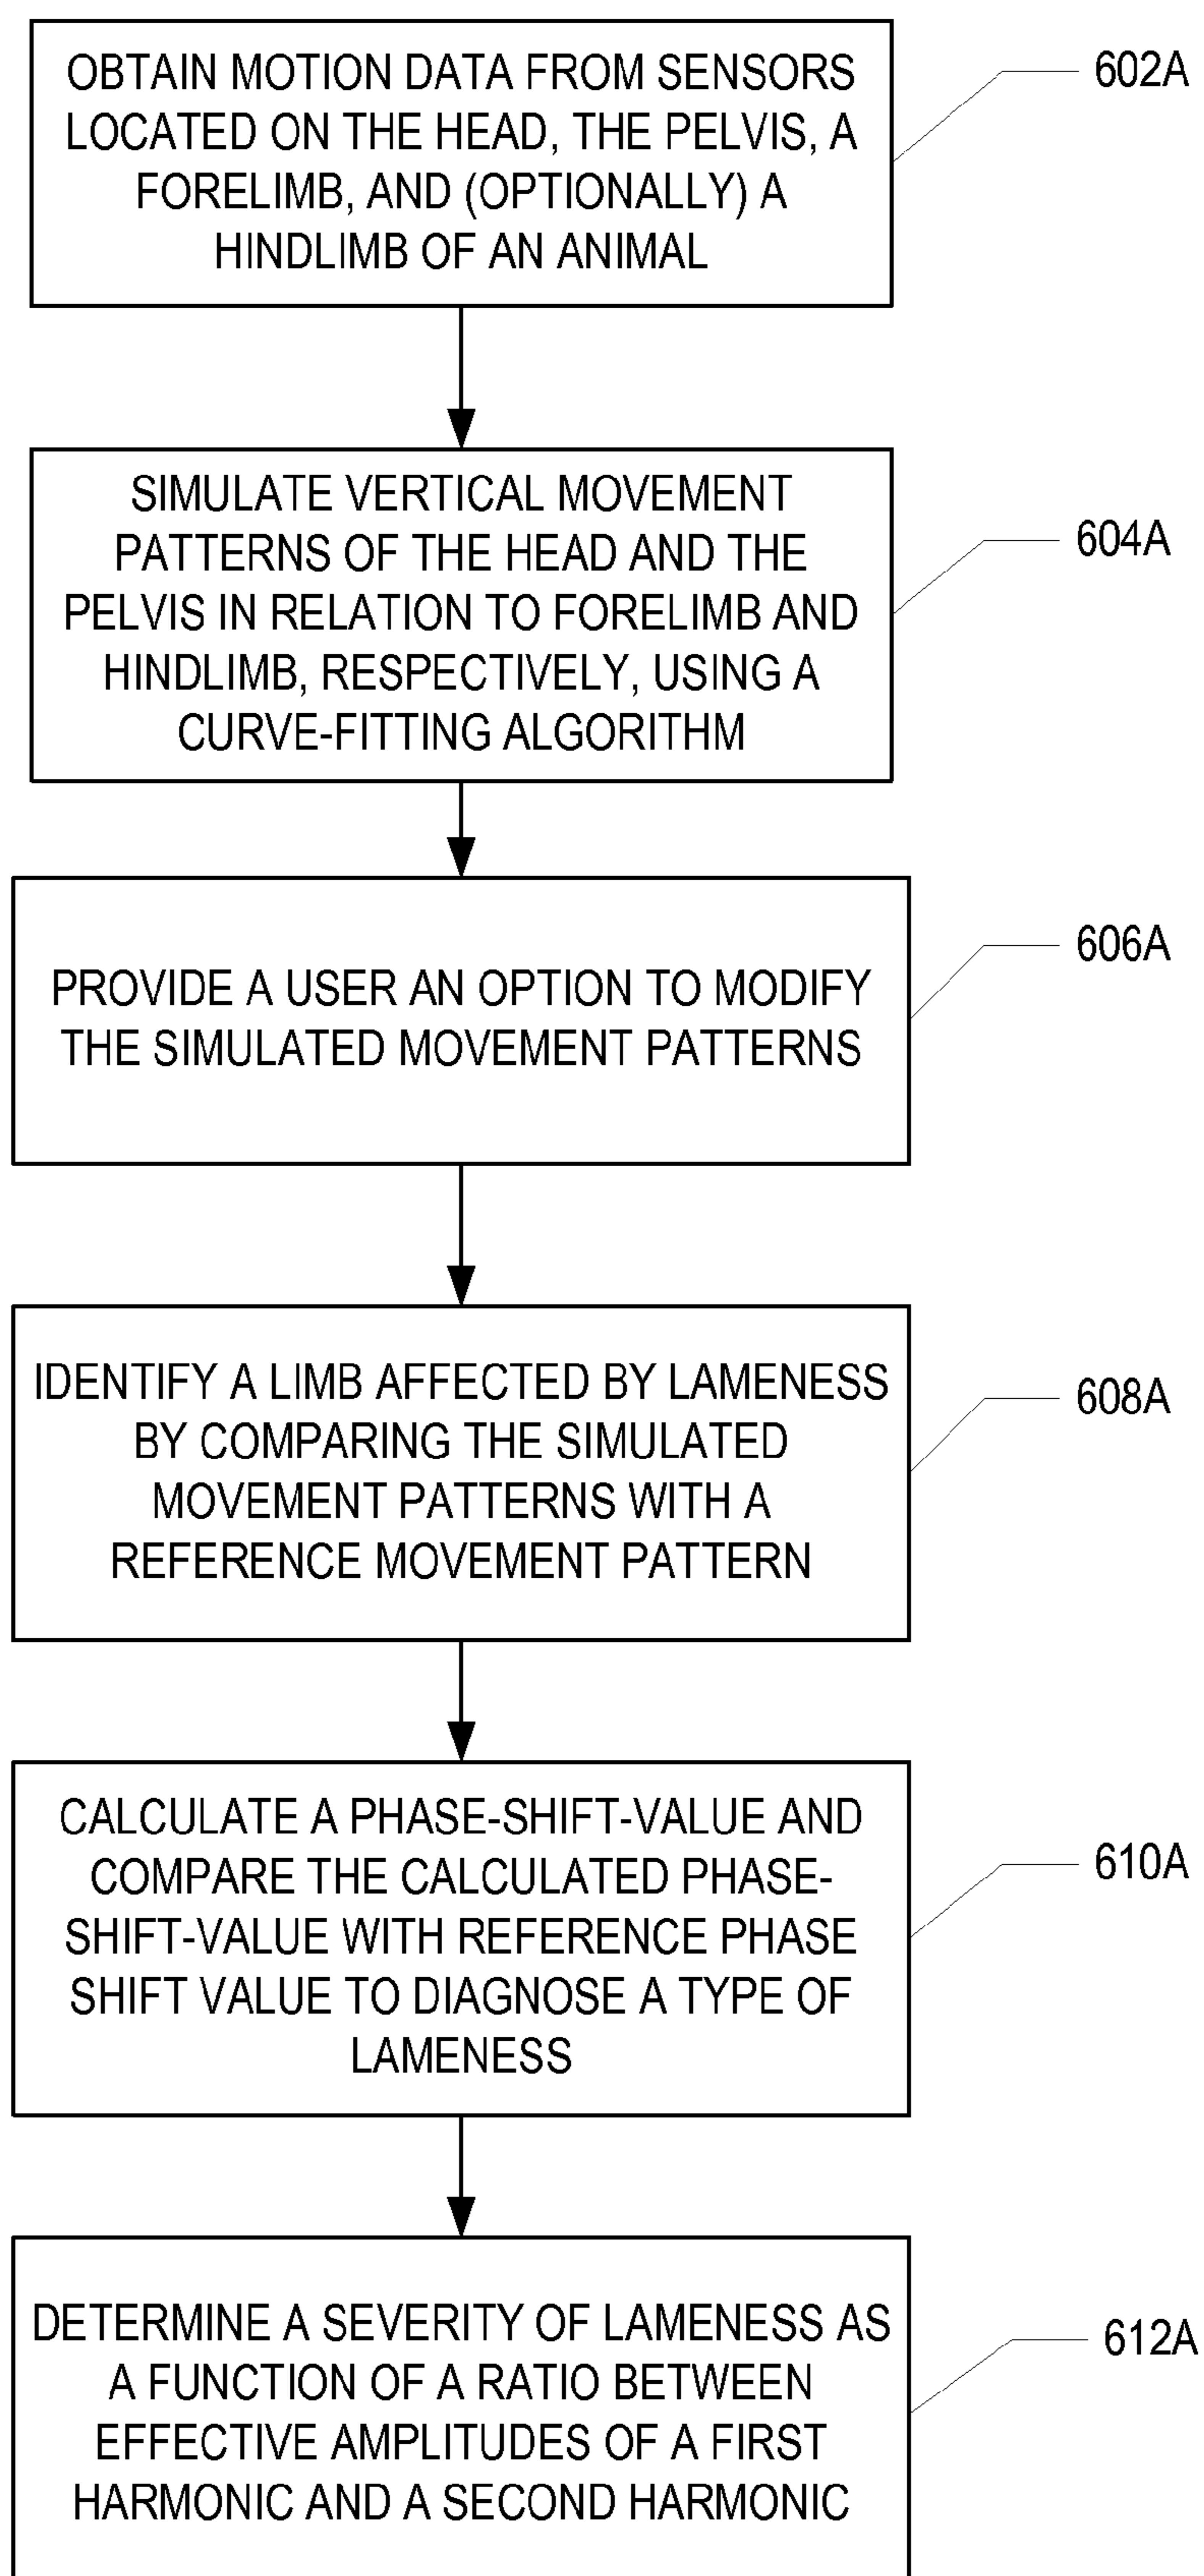 OBTAIN MOTION DATA FROM SENSORS
LOCATED ON THE HEAD, THE PELVIS, A
FORELIMB, AND (OPTIONALLY) A
HINDLIMB OF AN ANIMAL
602A
SIMULATE VERTICAL MOVEMENT
PATTERNS OF THE HEAD AND THE
PELVIS IN RELATION TO FORELIMB AND
HINDLIMB, RESPECTIVELY, USING A
CURVE-FITTING ALGORITHM
604A
PROVIDE A USER AN OPTION TO MODIFY
THE SIMULATED MOVEMENT PATTERNS
606A
IDENTIFY A LIMB AFFECTED BY LAMENESS
BY COMPARING THE SIMULATED
MOVEMENT PATTERNS WITH A
REFERENCE MOVEMENT PATTERN
608A
CALCULATE A PHASE-SHIFT-VALUE AND
COMPARE THE CALCULATED PHASE-
SHIFT-VALUE WITH REFERENCE PHASE
SHIFT VALUE TO DIAGNOSE A TYPE OF
LAMENESS
610A
DETERMINE A SEVERITY OF LAMENESS AS
A FUNCTION OF A RATIO BETWEEN
EFFECTIVE AMPLITUDES OF A FIRST
HARMONIC AND A SECOND HARMONIC
612A